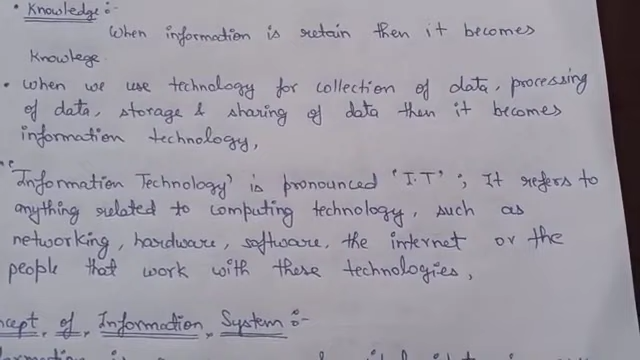 • Knowledge :-
When information is retain then it becomes
Knowlege
• When we use technology for collection of data, processing
of data, storage & sharing of data then it becomes
information technology,
'Information Technology' is pronounced 'I.T' ; It refers to
anything related to computing technology, such as
networking, hardware, software, the internet or the
people that work with these technologies,
ncept, of, Information, System :-